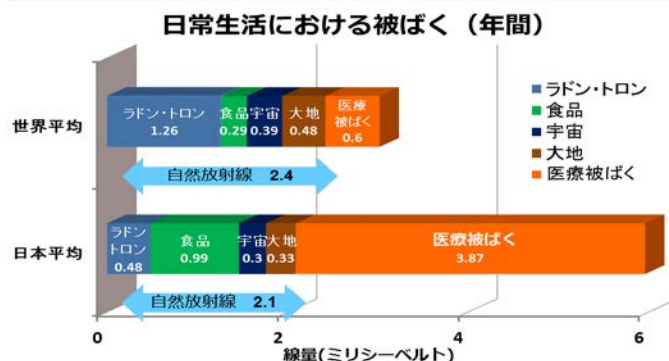 日常生活における被ばく（年間）
世界平均
ラドン・トロン
1.26
食品
0.29
宇宙
0.39
大地
0.48
医療
被ばく
0.6
自然放射線 2.4
ラドン・トロン
食品
宇宙
大地
医療被ばく
日本平均
ラドン
トロン
0.48
食品
0.99
宇宙
0.3
大地
0.33
医療被ばく
3.87
自然放射線 2.1
0 2 4 6
線量(ミリシーベルト)